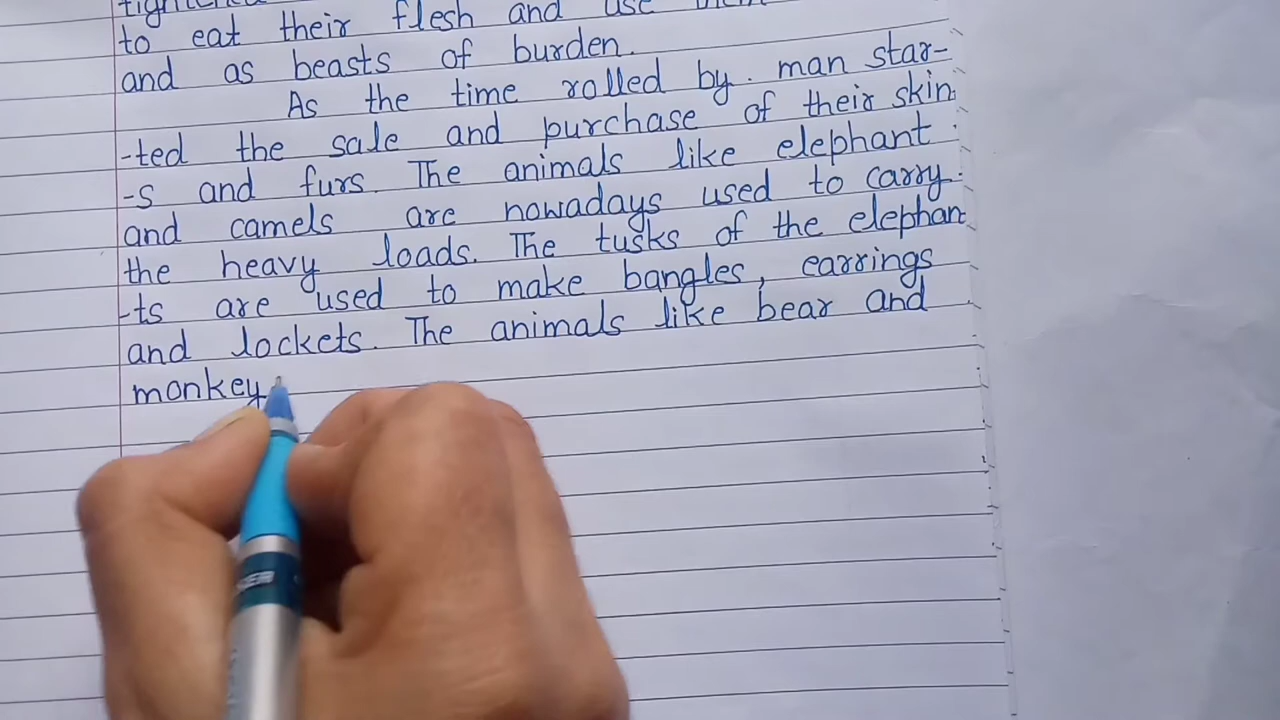 to eat their flesh and use them
and as beasts of burden.
As the time rolled by. man star-
-ted the sale and purchase of their skin
-s and furs. The animals like elephant
and camels are nowadays used to carry
the heavy loads. The tusks of the elephan
-ts are used to make bangles, earrings
and lockets. The animals like bear and
monkey